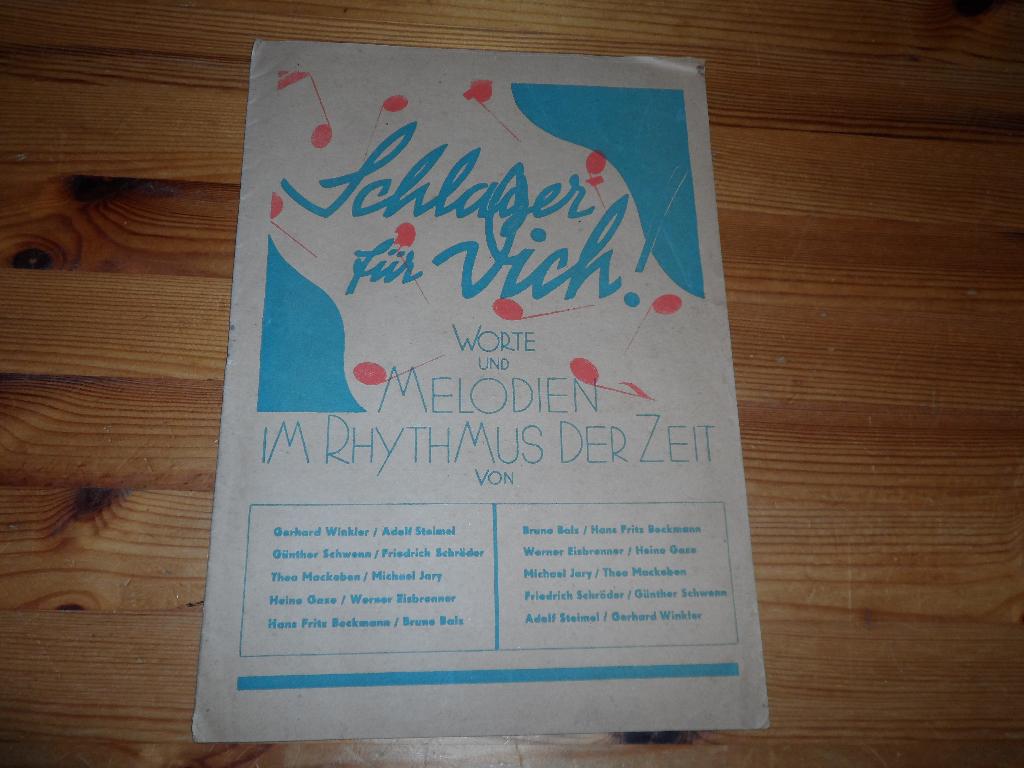 Schlager
für Dich!
WORTE
UND
MELODIEN
IM RHYTHMUS DER ZEIT
VON
Gerhard Winkler / Adolf Steimel
Günther Schwenn / Friedrich Schröder
Theo Mackeben / Michael Jary
Heino Gaze / Werner Eisbrenner
Hans Fritz Beckmann / Bruno Balz
Bruno Balz / Hans Fritz Beckmann
Werner Eisbrenner / Heino Gaze
Michael Jary / Theo Mackeben
Friedrich Schröder / Günther Schwenn
Adolf Steimel / Gerhard Winkler